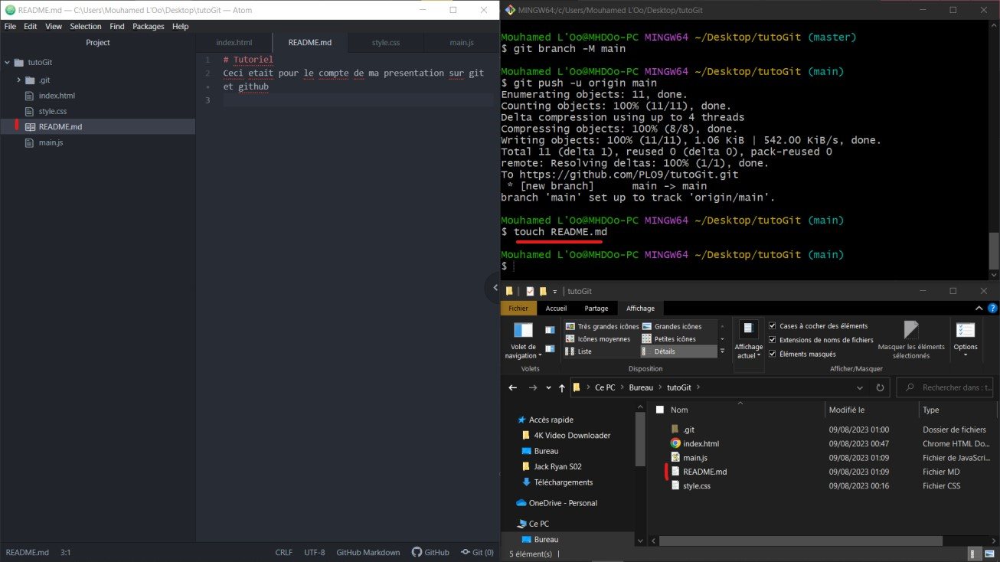 README.md — C:\Users\Mouhamed L'Oo\Desktop\tutoGit — Atom
File Edit View Selection Find Packages Help
Project
tutoGit
.git
index.html
style.css
README.md
main.js
index.html README.md style.css main.js
1 # Tutoriel
2 Ceci etait pour le compte de ma presentation sur git
• et github
3
README.md 3:1 CRLF UTF-8 GitHub Markdown GitHub Git (0)
MINGW64:/c/Users/Mouhamed L'Oo/Desktop/tutoGit
Mouhamed L'Oo@MHDOo-PC MINGW64 ~/Desktop/tutoGit (master)
$ git branch -M main
Mouhamed L'Oo@MHDOo-PC MINGW64 ~/Desktop/tutoGit (main)
$ git push -u origin main
Enumerating objects: 11, done.
Counting objects: 100% (11/11), done.
Delta compression using up to 4 threads
Compressing objects: 100% (8/8), done.
Writing objects: 100% (11/11), 1.06 KiB | 542.00 KiB/s, done.
Total 11 (delta 1), reused 0 (delta 0), pack-reused 0
remote: Resolving deltas: 100% (1/1), done.
To https://github.com/PLO9/tutoGit.git
* [new branch] main -> main
branch 'main' set up to track 'origin/main'.
Mouhamed L'Oo@MHDOo-PC MINGW64 ~/Desktop/tutoGit (main)
$ touch README.md
Mouhamed L'Oo@MHDOo-PC MINGW64 ~/Desktop/tutoGit (main)
$
tutoGit
Fichier Accueil Partage Affichage
Volet de navigation
Volets
Très grandes icônes Grandes icônes
Icônes moyennes Petites icônes
Liste Détails
Disposition
Affichage actuel
Cases à cocher des éléments
Extensions de noms de fichiers
Éléments masqués
Masquer les éléments sélectionnés
Afficher/Masquer
Options
Ce PC > Bureau > tutoGit >
Rechercher dans : t...
Accès rapide
4K Video Downloader
Bureau
Jack Ryan S02
Téléchargements
OneDrive - Personal
Ce PC
Bureau
Nom Modifié le Type
.git 09/08/2023 01:00 Dossier de fichiers
index.html 09/08/2023 00:47 Chrome HTML Do...
main.js 09/08/2023 01:09 Fichier de JavaScri...
README.md 09/08/2023 01:09 Fichier MD
style.css 09/08/2023 00:16 Fichier CSS
5 élément(s)